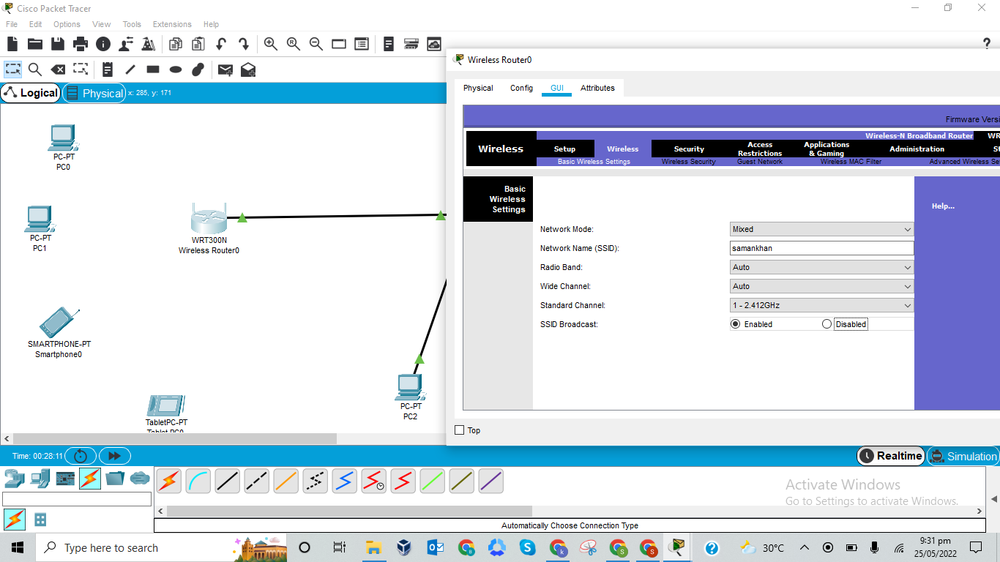 Cisco Packet Tracer
File Edit Options View Tools Extensions Help
?
Logical
Physical
x: 285, y: 171
PC-PT
PC0
PC-PT
PC1
WRT300N
Wireless Router0
SMARTPHONE-PT
Smartphone0
TabletPC-PT
Tablet PC0
PC-PT
PC2
Wireless Router0
Physical Config GUI Attributes
Firmware Versi
Wireless-N Broadband Router WR
Wireless
Setup Wireless Security Access Restrictions Applications & Gaming Administration St
Basic Wireless Settings Wireless Security Guest Network Wireless MAC Filter Advanced Wireless Se
Basic
Wireless
Settings
Help...
Network Mode: Mixed
Network Name (SSID): samankhan
Radio Band: Auto
Wide Channel: Auto
Standard Channel: 1 - 2.412GHz
SSID Broadcast: Enabled Disabled
Top
Time: 00:28:11
Realtime
Simulation
Activate Windows
Go to Settings to activate Windows.
Automatically Choose Connection Type
Type here to search
30°C
9:31 pm
25/05/2022